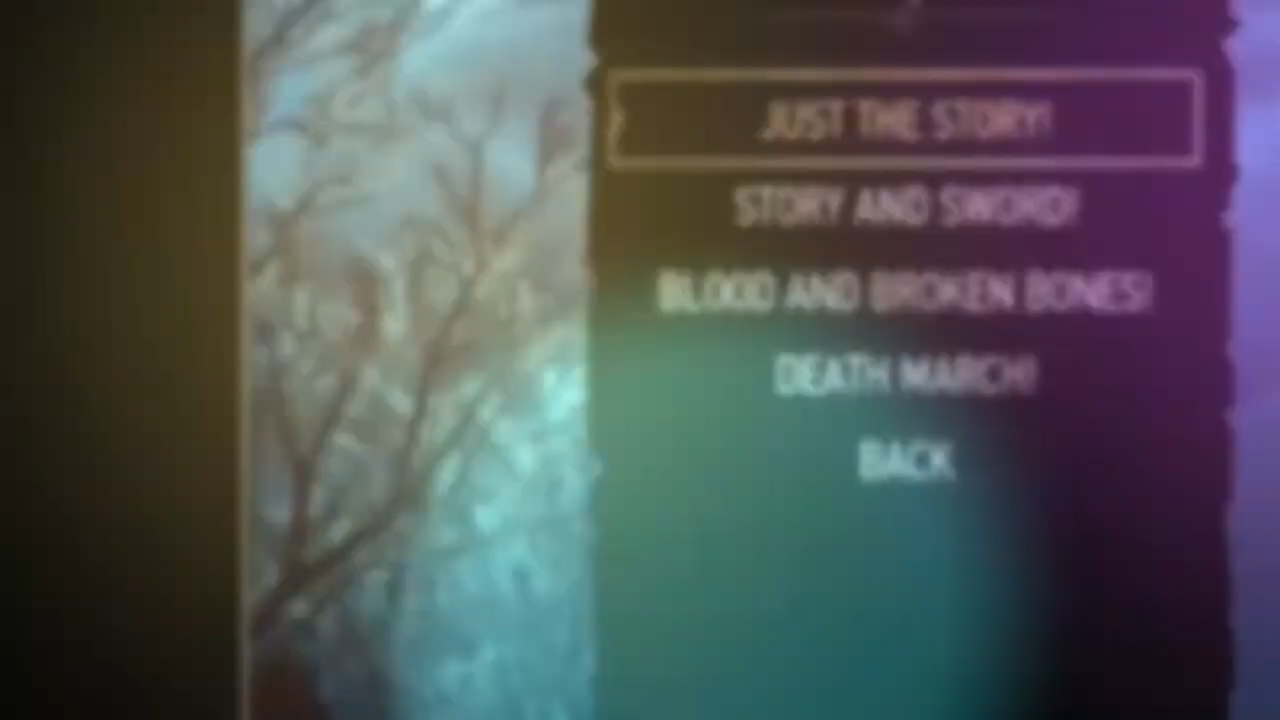 JUST THE STORY!
STORY AND SWORD!
BLOOD AND BROKEN BONES!
DEATH MARCH!
BACK